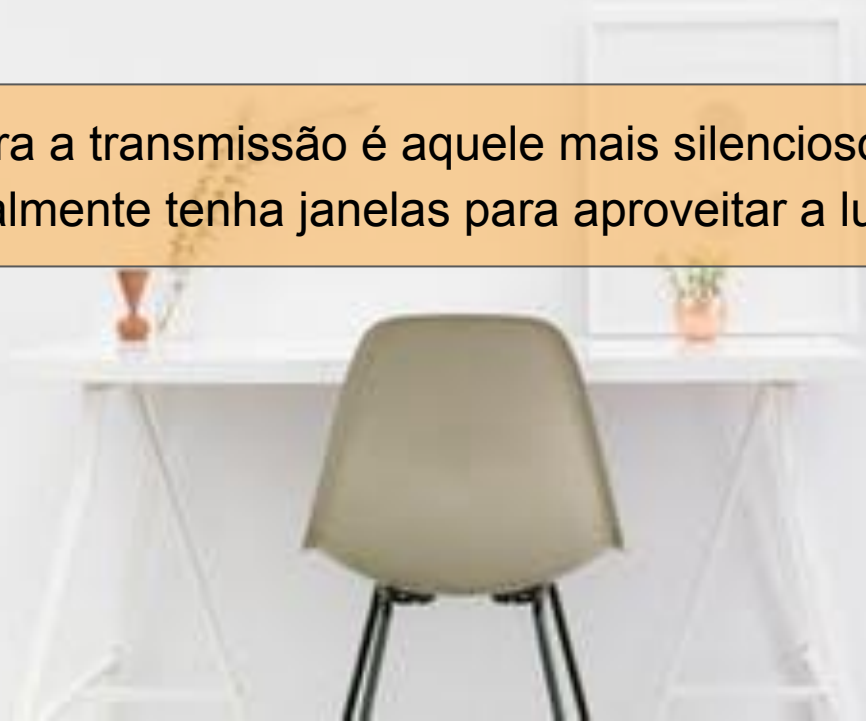 ra a transmissão é aquele mais silencioso
almente tenha janelas para aproveitar a lu